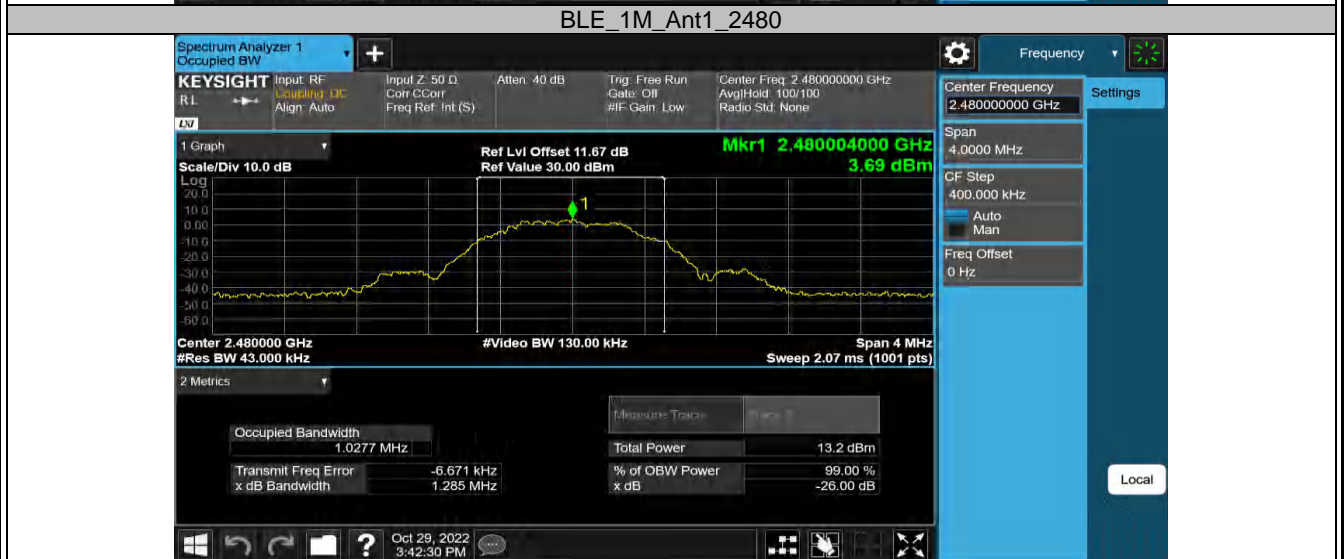 BLE_1M_Ant1_2480
Spectrum Analyzer 1
Occupied BW
+
Frequency
KEYSIGHT
RL
LXI
Input: RF
Coupling: DC
Align: Auto
Input Z: 50 Ω
Corr CCorr
Freq Ref: Int (S)
Atten: 40 dB
Trig: Free Run
Gate: Off
#IF Gain: Low
Center Freq: 2.480000000 GHz
Avg|Hold: 100/100
Radio Std: None
Center Frequency
2.480000000 GHz
Settings
Span
4.0000 MHz
CF Step
400.000 kHz
Auto
Man
Freq Offset
0 Hz
1 Graph
Scale/Div 10.0 dB
Ref Lvl Offset 11.67 dB
Ref Value 30.00 dBm
Mkr1 2.480004000 GHz
3.69 dBm
Log
20.0
10.0
0.00
-10.0
-20.0
-30.0
-40.0
-50.0
-60.0
1
Center 2.480000 GHz
#Res BW 43.000 kHz
#Video BW 130.00 kHz
Span 4 MHz
Sweep 2.07 ms (1001 pts)
2 Metrics
Measure Trace
Trace 1
Occupied Bandwidth
1.0277 MHz
Total Power 13.2 dBm
Transmit Freq Error -6.671 kHz
% of OBW Power 99.00 %
x dB Bandwidth 1.285 MHz
x dB -26.00 dB
Local
?
Oct 29, 2022
3:42:30 PM